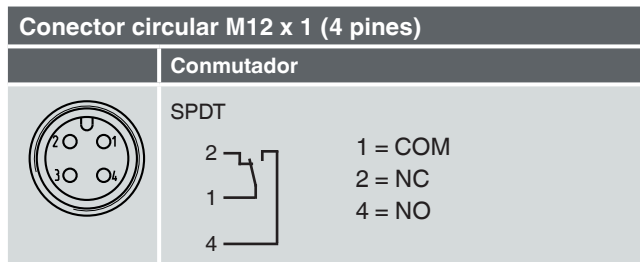 Conector circular M12 x 1 (4 pines)
Conmutador
2 1
3 4
SPDT
2
1
4
1 = COM
2 = NC
4 = NO